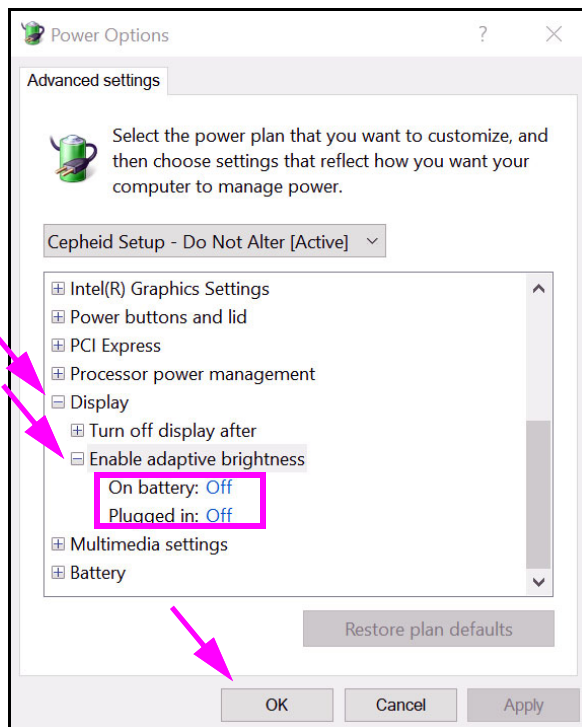 Power Options
?
Advanced settings
Select the power plan that you want to customize, and
then choose settings that reflect how you want your
computer to manage power.
Cepheid Setup - Do Not Alter [Active]
Intel(R) Graphics Settings
Power buttons and lid
PCI Express
Processor power management
Display
Turn off display after
Enable adaptive brightness
On battery: Off
Plugged in: Off
Multimedia settings
Battery
Restore plan defaults
OK Cancel Apply